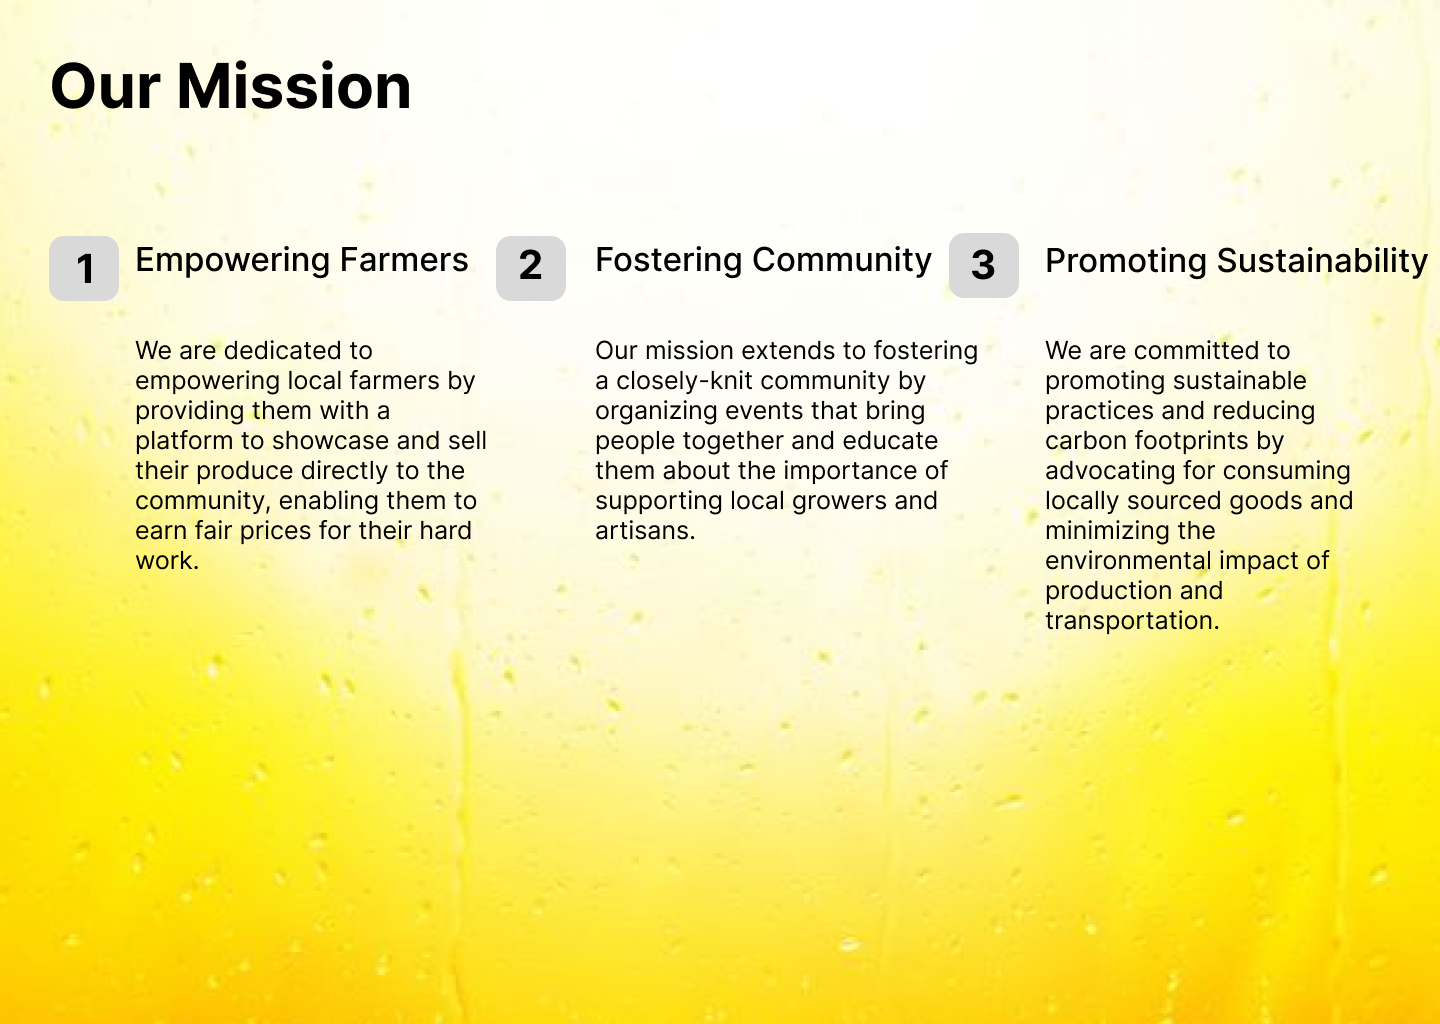 Our Mission
1
Empowering Farmers
We are dedicated to
empowering local farmers by
providing them with a
platform to showcase and sell
their produce directly to the
community, enabling them to
earn fair prices for their hard
work.
2
Fostering Community
Our mission extends to fostering
a closely-knit community by
organizing events that bring
people together and educate
them about the importance of
supporting local growers and
artisans.
3
Promoting Sustainability
We are committed to
promoting sustainable
practices and reducing
carbon footprints by
advocating for consuming
locally sourced goods and
minimizing the
environmental impact of
production and
transportation.